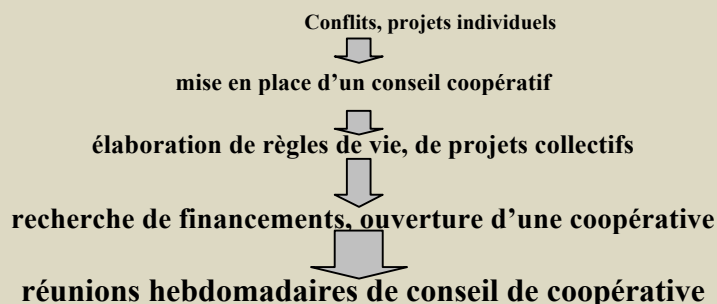 Conflits, projets individuels
mise en place d'un conseil coopératif
élaboration de règles de vie, de projets collectifs
recherche de financements, ouverture d'une coopérative
réunions hebdomadaires de conseil de coopérative